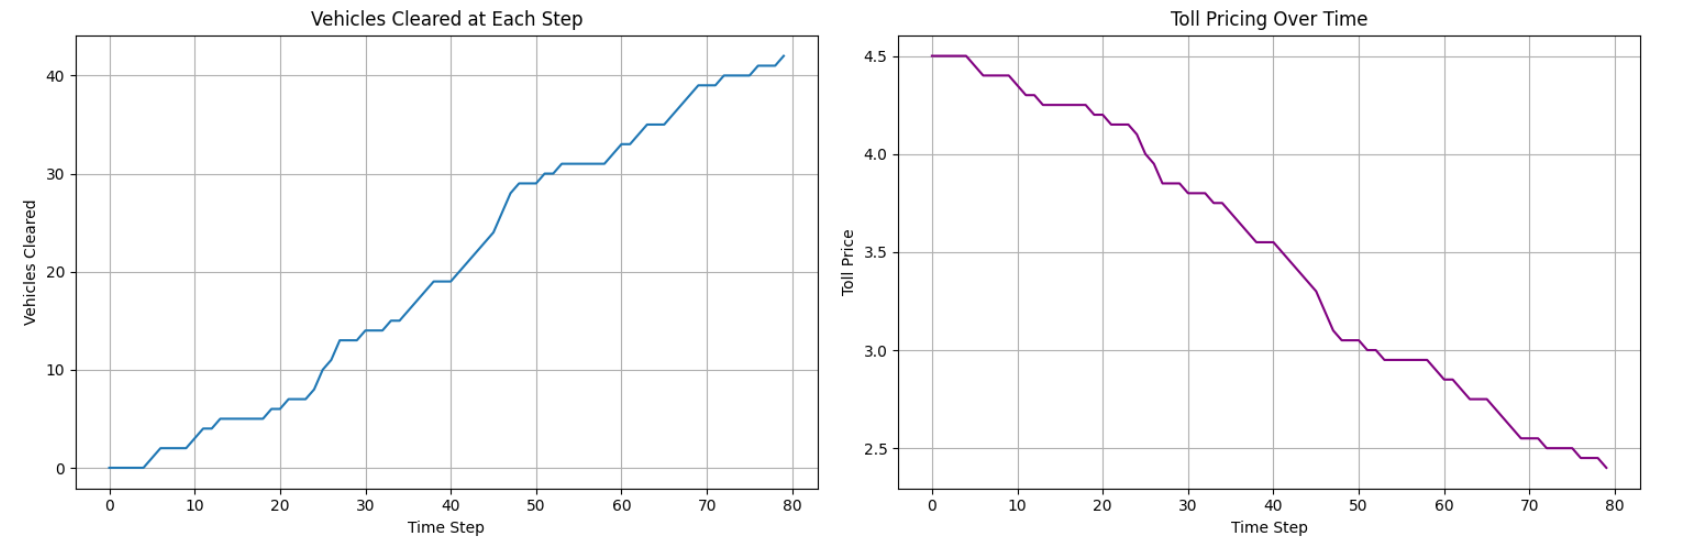 Vehicles Cleared at Each Step
Vehicles Cleared
40
30
20
10
0
0 10 20 30 40 50 60 70 80
Time Step
Toll Pricing Over Time
Toll Price
4.5
4.0
3.5
3.0
2.5
0 10 20 30 40 50 60 70 80
Time Step